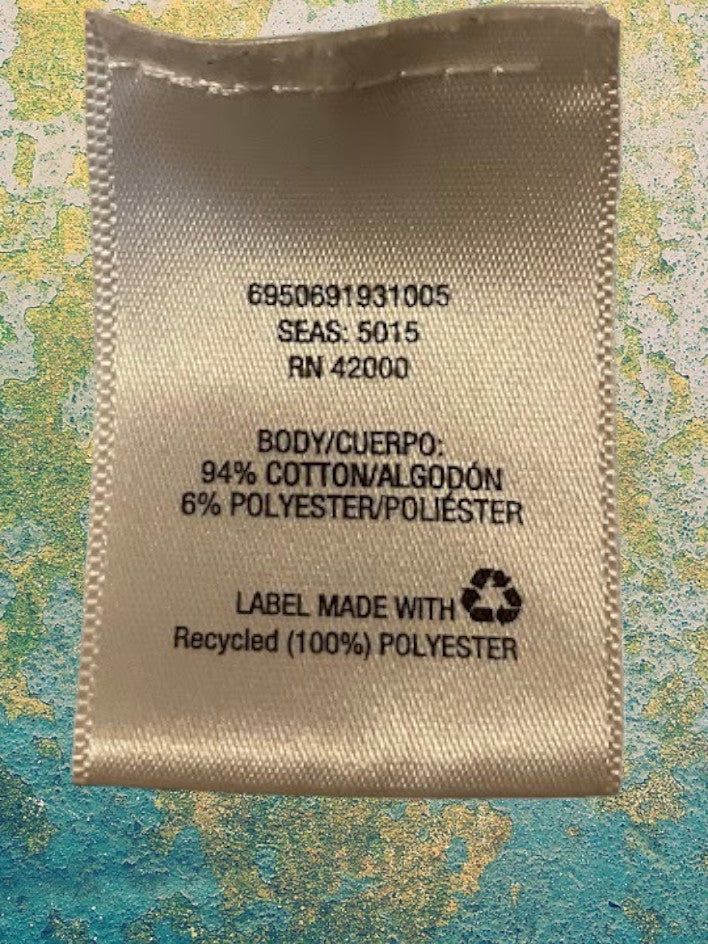 6950691931005
SEAS: 5015
RN 42000
BODY/CUERPO:
94% COTTON/ALGODÓN
6% POLYESTER/POLIÉSTER
LABEL MADE WITH
Recycled (100%) POLYESTER